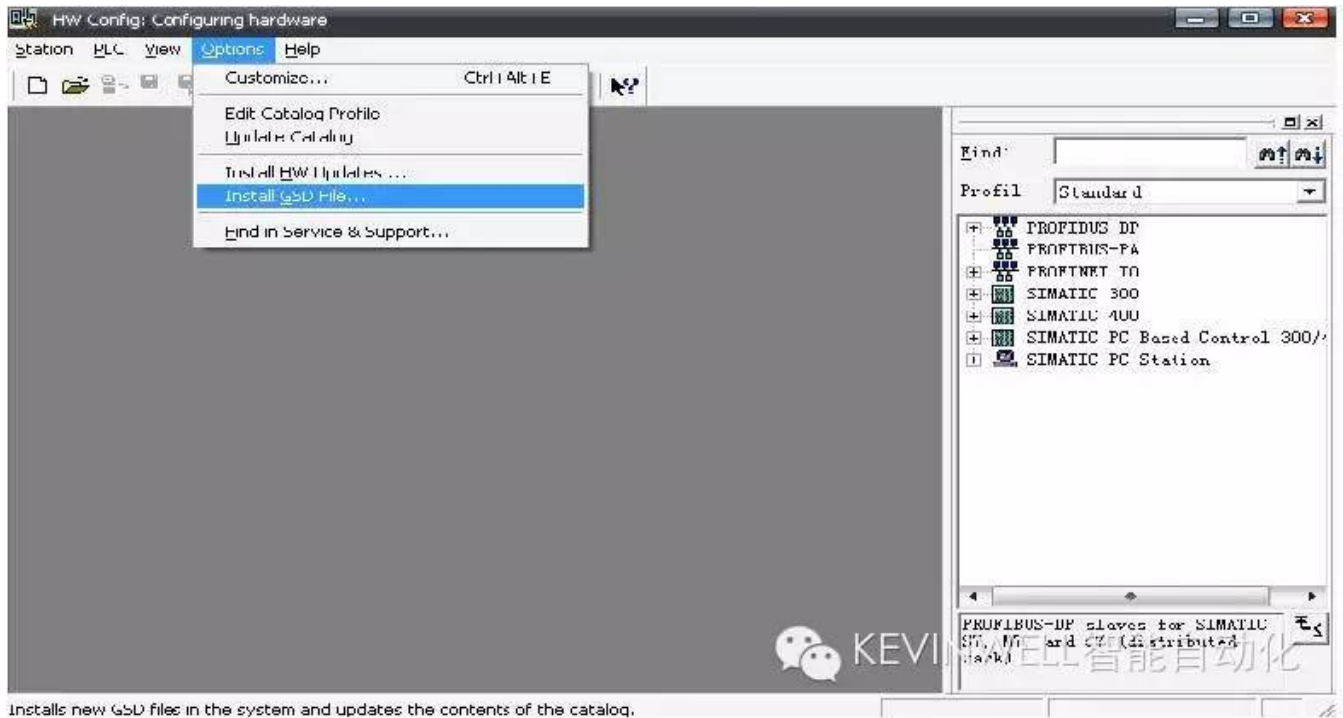 HW Config: Configuring hardware
Station PLC View Options Help
Customize... Ctrl+Alt+E
Edit Catalog Profile
Update Catalog
Install HW Updates ...
Install GSD File...
Find in Service & Support...
Find:
Profil Standard
PROFIBUS DP
PROFIBUS-PA
PROFINET IO
SIMATIC 300
SIMATIC 400
SIMATIC PC Based Control 300/
SIMATIC PC Station
PROFIBUS-DP slaves for SIMATIC
and (distributed
rack)
KEVINWELL智能自动化
Installs new GSD files in the system and updates the contents of the catalog.